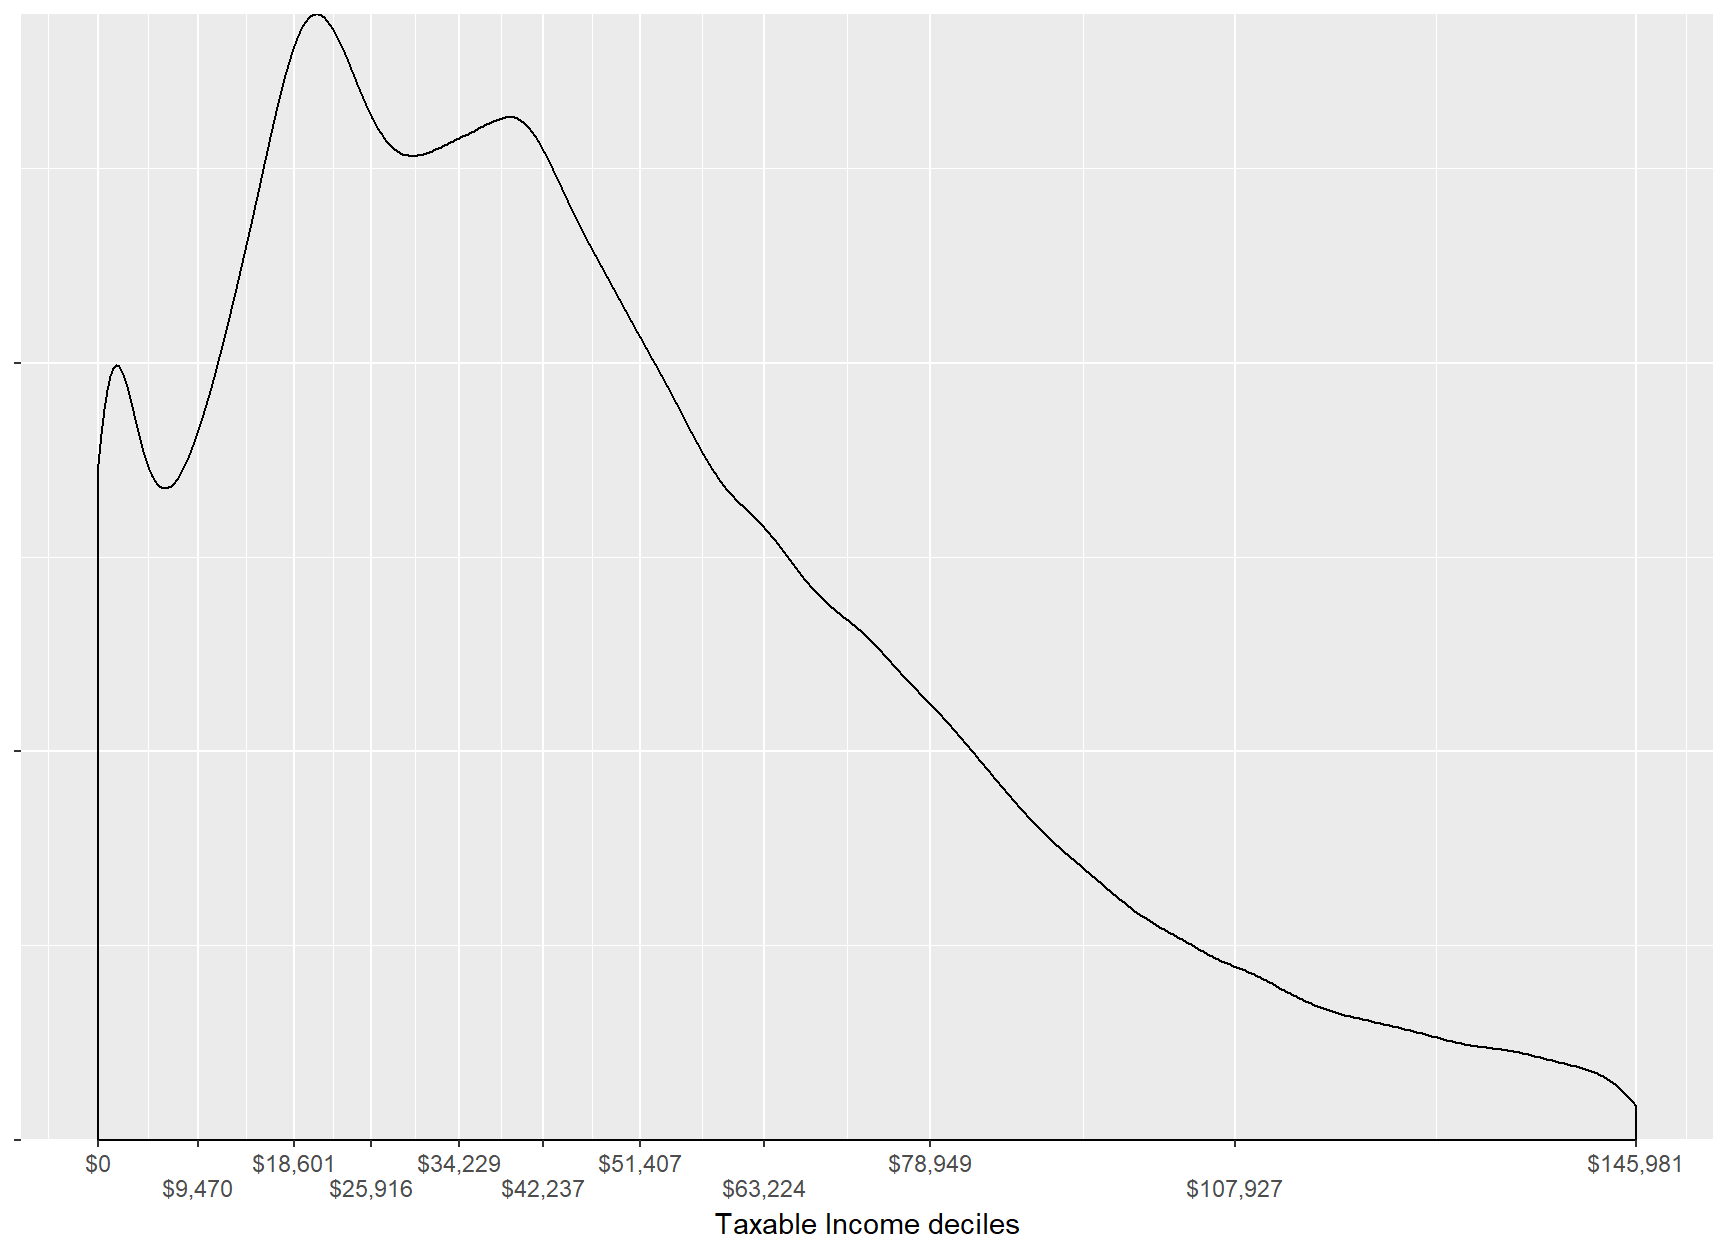 $0 $18,601 $34,229 $51,407 $78,949 $145,981
$9,470 $25,916 $42,237 $63,224 $107,927
Taxable Income deciles